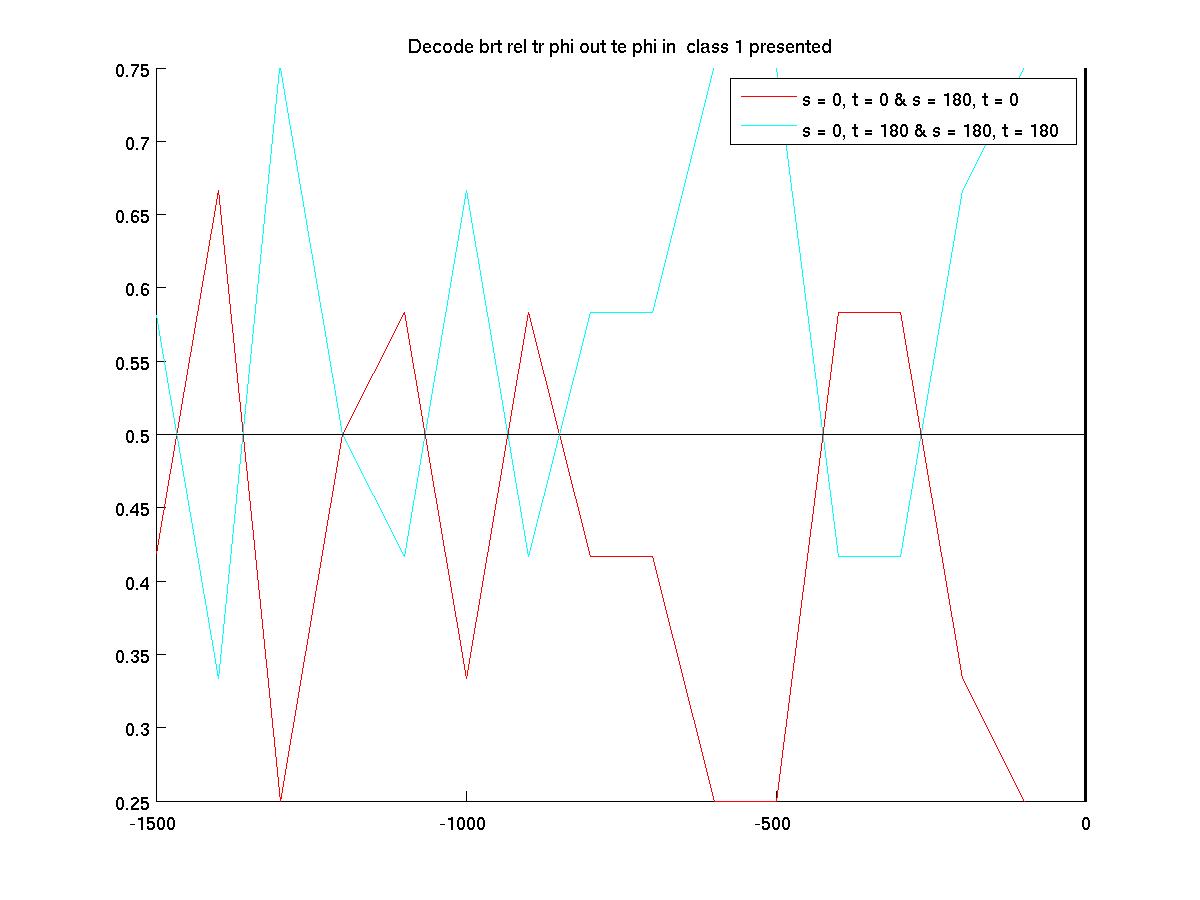 Decode brt rel tr phi out te phi in  class 1 presented
0.75
s = 0, t = 0 & s = 180, t = 0
s = 0, t = 180 & s = 180, t = 180
0.7
0.65
0.6
0.55
0.5
0.45
0.4
0.35
0.3
0.25
-1500 -1000 -500 0